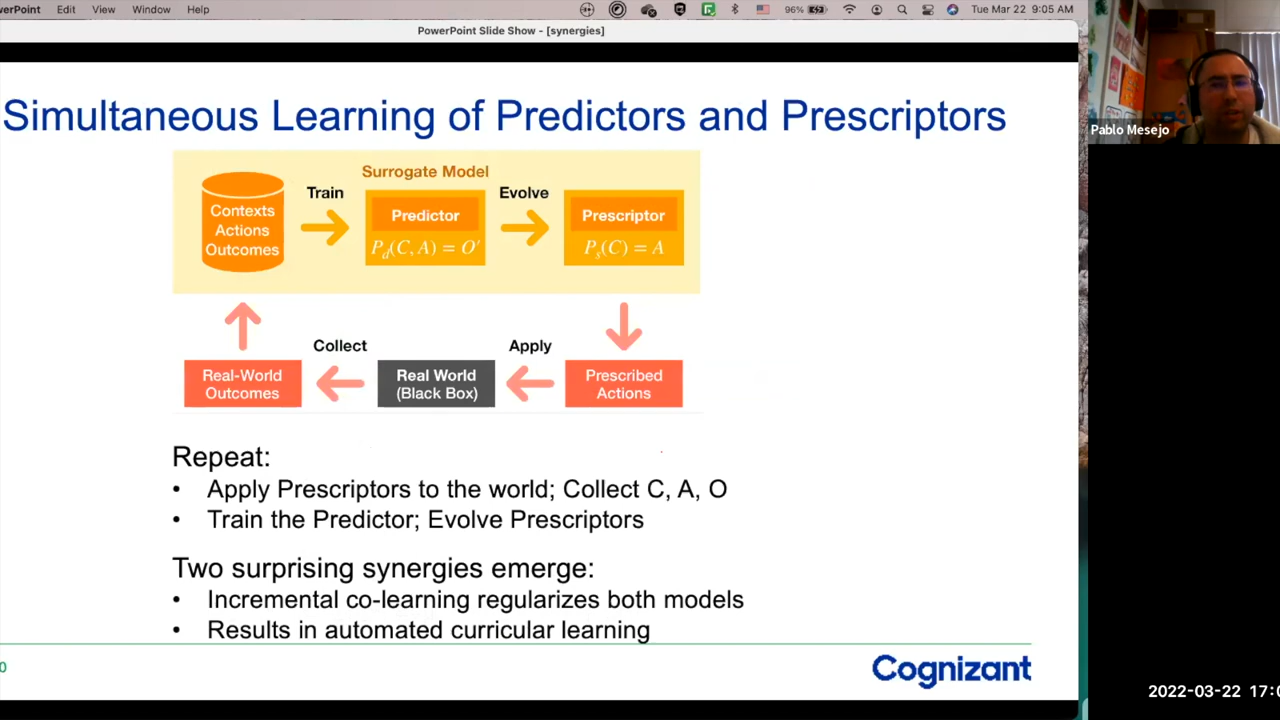 werPoint Edit View Window Help 96% Tue Mar 22 9:05 AM
PowerPoint Slide Show - [synergies]
Simultaneous Learning of Predictors and Prescriptors
Surrogate Model
Train
Evolve
Contexts
Actions
Outcomes
Predictor
P_d(C, A) = O′
Prescriptor
P_s(C) = A
Collect
Apply
Real-World
Outcomes
Real World
(Black Box)
Prescribed
Actions
Repeat:
• Apply Prescriptors to the world; Collect C, A, O
• Train the Predictor; Evolve Prescriptors
Two surprising synergies emerge:
• Incremental co-learning regularizes both models
• Results in automated curricular learning
0
Cognizant
Pablo Mesejo
2022-03-22 17:0